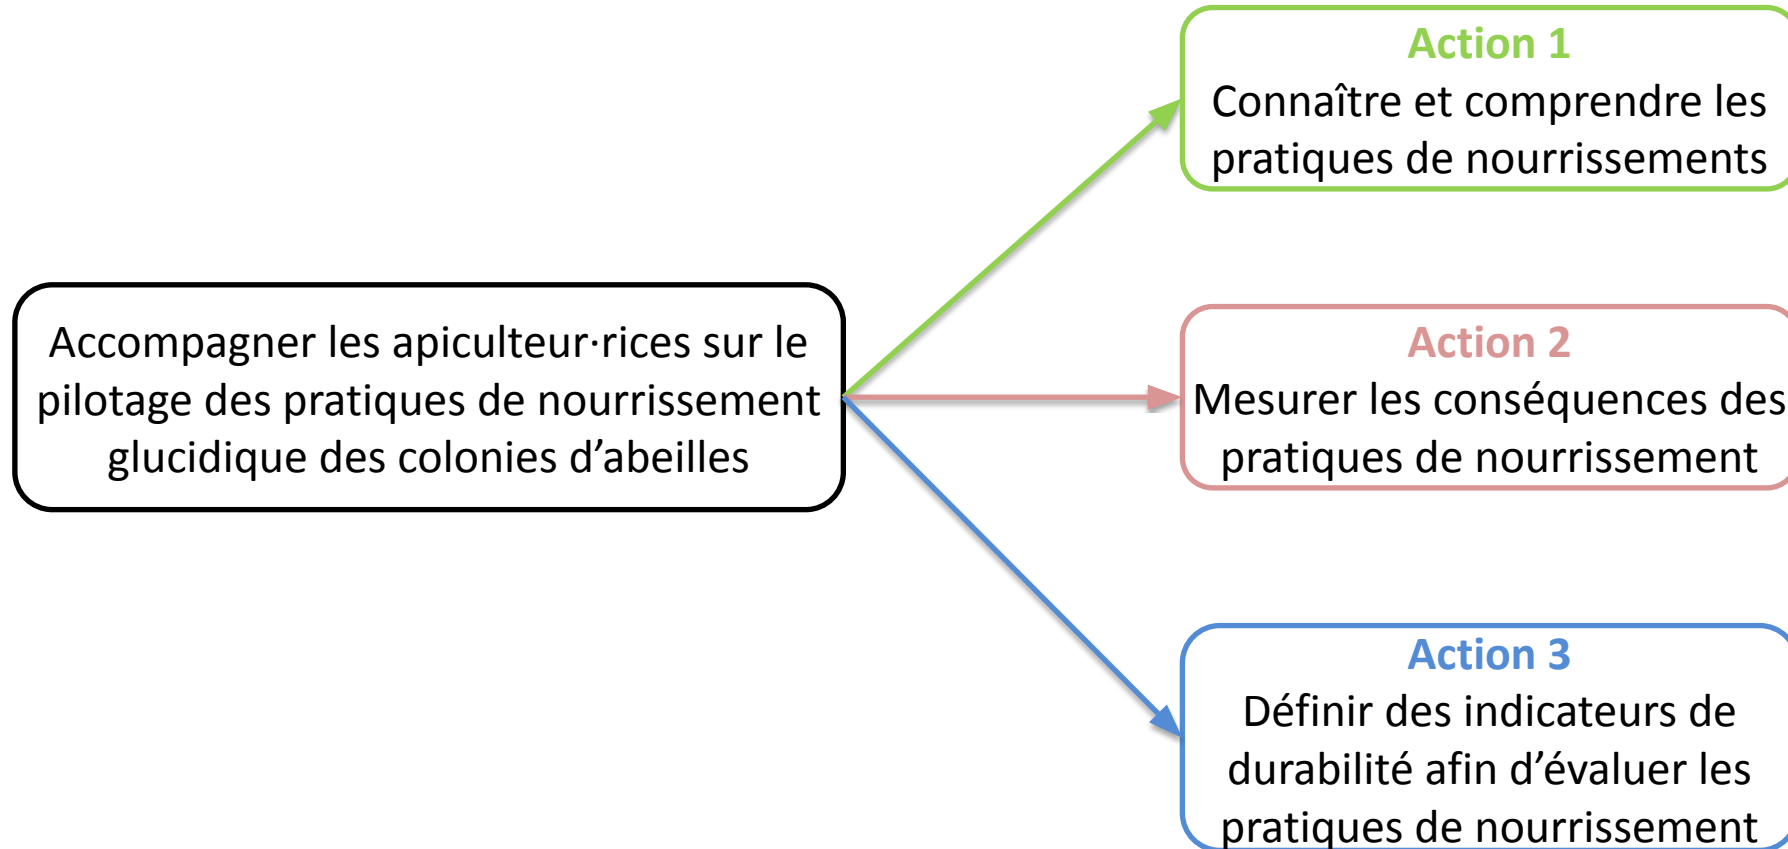 Accompagner les apiculteur·rices sur le
pilotage des pratiques de nourrissement
glucidique des colonies d’abeilles
Action 1
Connaître et comprendre les
pratiques de nourrissements
Action 2
Mesurer les conséquences des
pratiques de nourrissement
Action 3
Définir des indicateurs de
durabilité afin d’évaluer les
pratiques de nourrissement